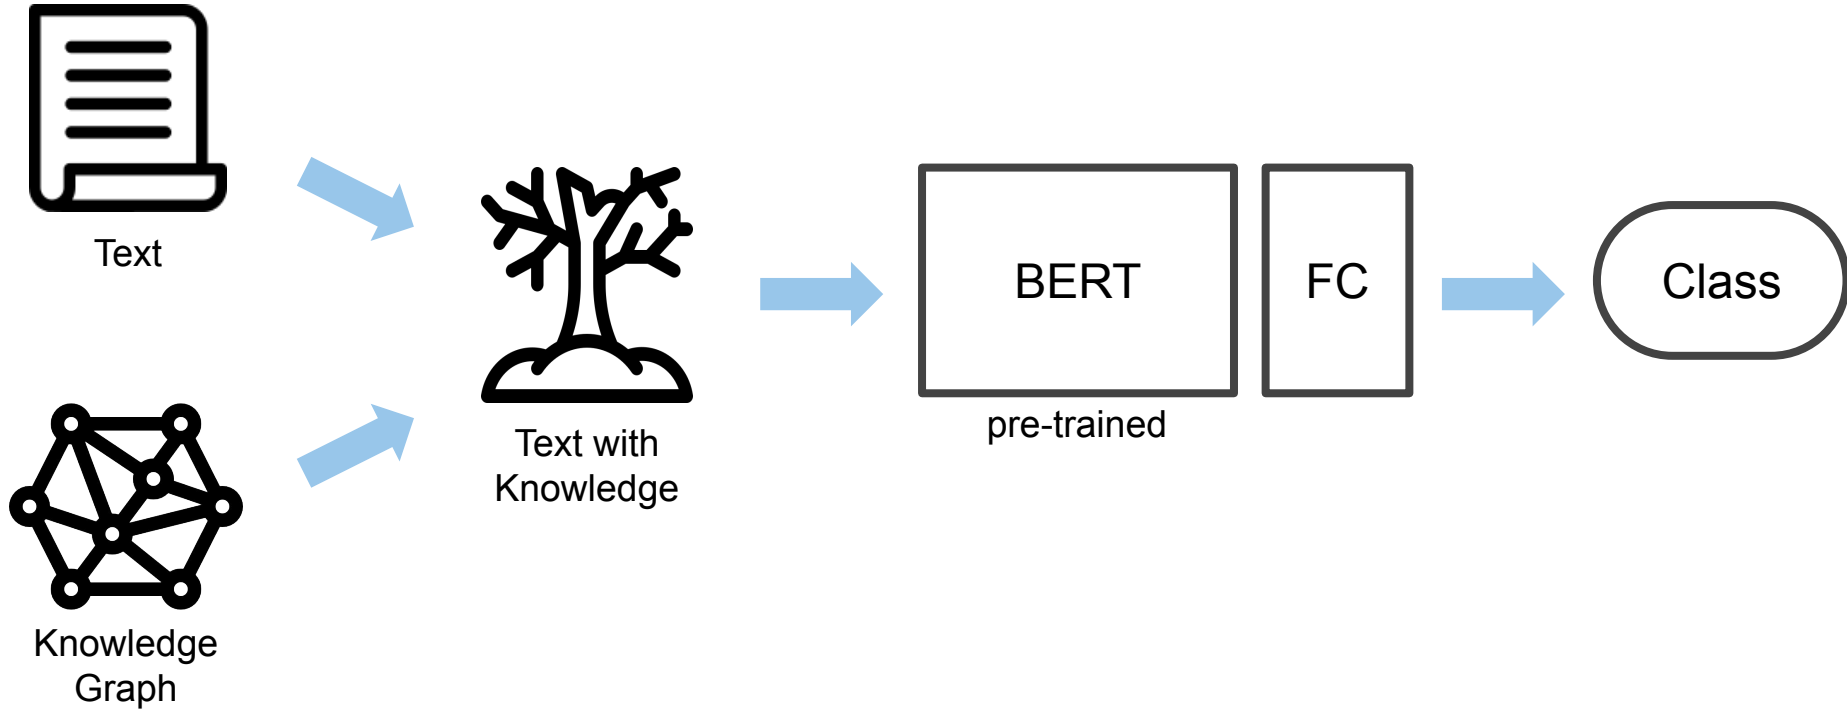 Text
Knowledge
Graph
Text with
Knowledge
BERT
pre-trained
FC
Class